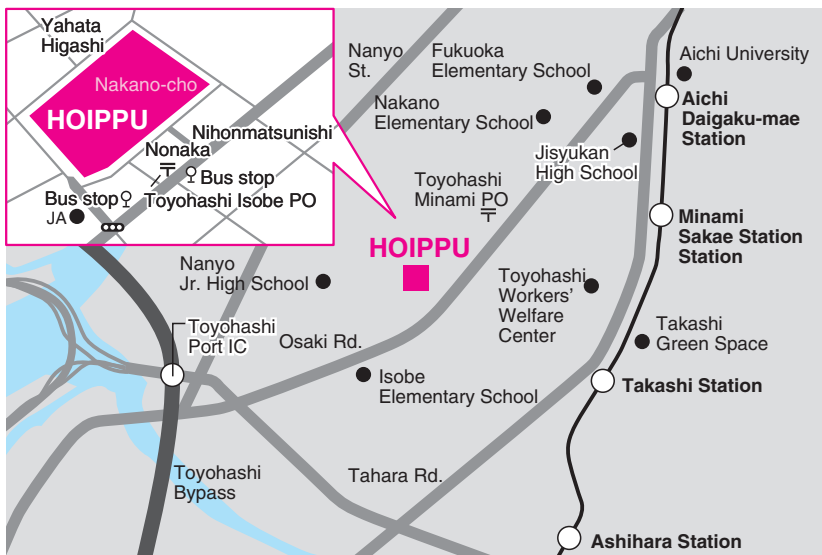 Yahata
Higashi
Nakano-cho
HOIPPU
Nihonmatsunishi
Nonaka
Bus stop
Toyohashi Isobe PO
Bus stop
JA
Nanyo
St.
Fukuoka
Elementary School
Aichi University
Nakano
Elementary School
Aichi
Daigaku-mae
Station
Jisyukan
High School
Toyohashi
Minami PO
Minami
Sakae Station
Station
HOIPPU
Nanyo
Jr. High School
Toyohashi
Workers'
Welfare
Center
Toyohashi
Port IC
Osaki Rd.
Takashi
Green Space
Isobe
Elementary School
Takashi Station
Toyohashi
Bypass
Tahara Rd.
Ashihara Station